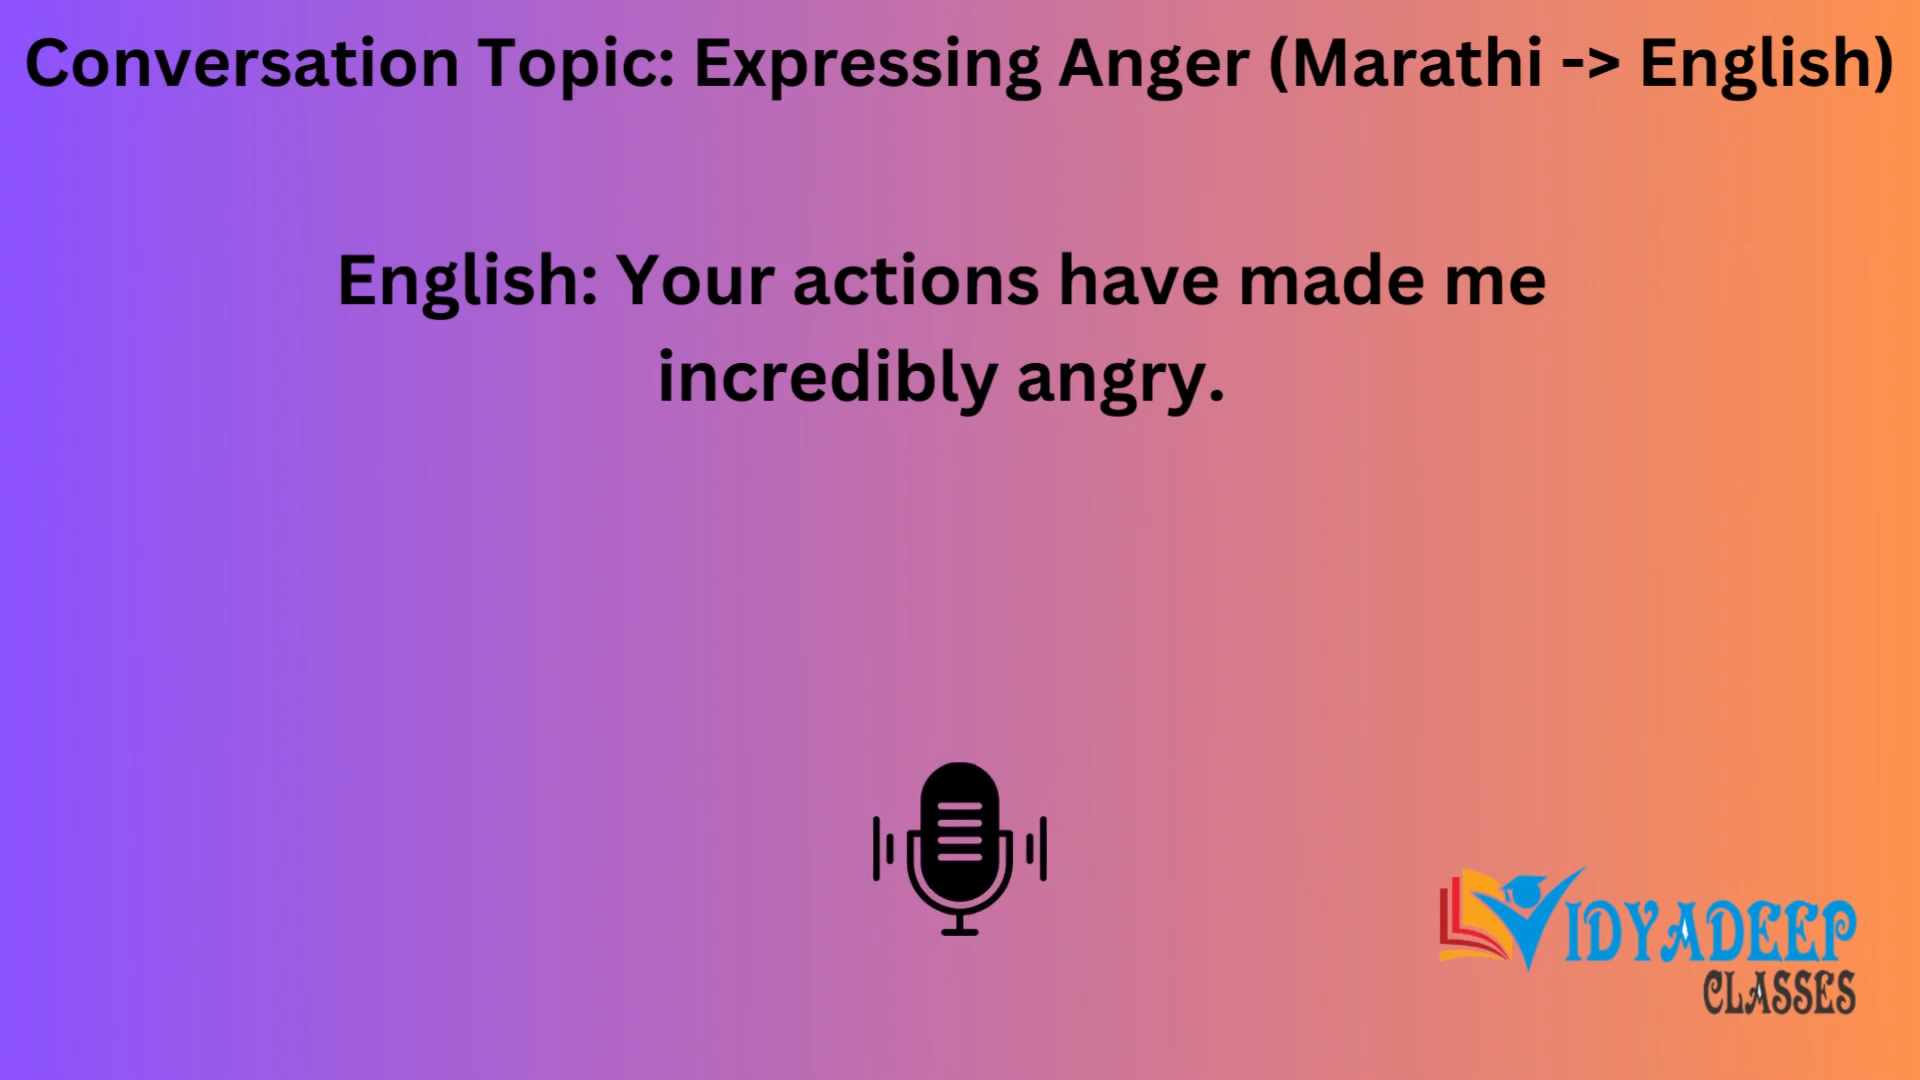 Conversation Topic: Expressing Anger (Marathi -> English)
English: Your actions have made me
incredibly angry.
VIDYADEEP
CLASSES